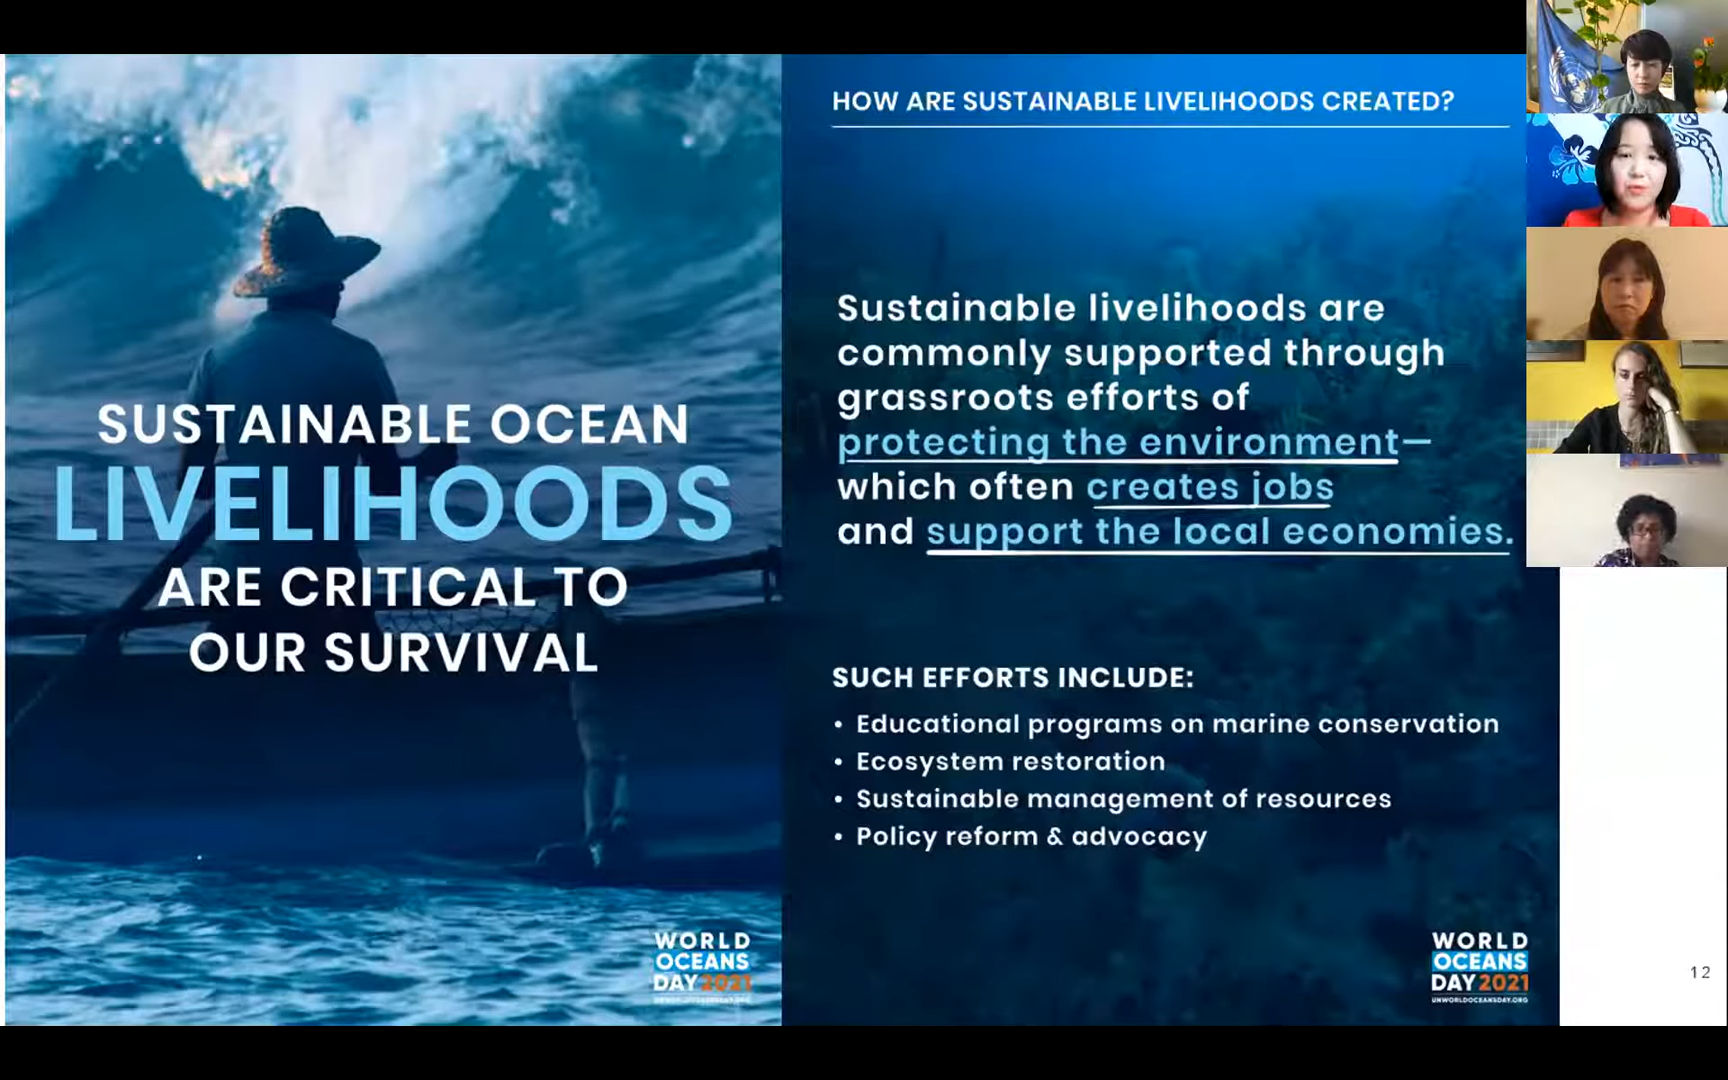 SUSTAINABLE OCEAN
LIVELIHOODS
ARE CRITICAL TO
OUR SURVIVAL
WORLD
OCEANS
DAY 2021
UNWORLDOCEANSDAY.ORG
HOW ARE SUSTAINABLE LIVELIHOODS CREATED?
Sustainable livelihoods are
commonly supported through
grassroots efforts of
protecting the environment—
which often creates jobs
and support the local economies.
SUCH EFFORTS INCLUDE:
• Educational programs on marine conservation
• Ecosystem restoration
• Sustainable management of resources
• Policy reform & advocacy
WORLD
OCEANS
DAY 2021
UNWORLDOCEANSDAY.ORG
12